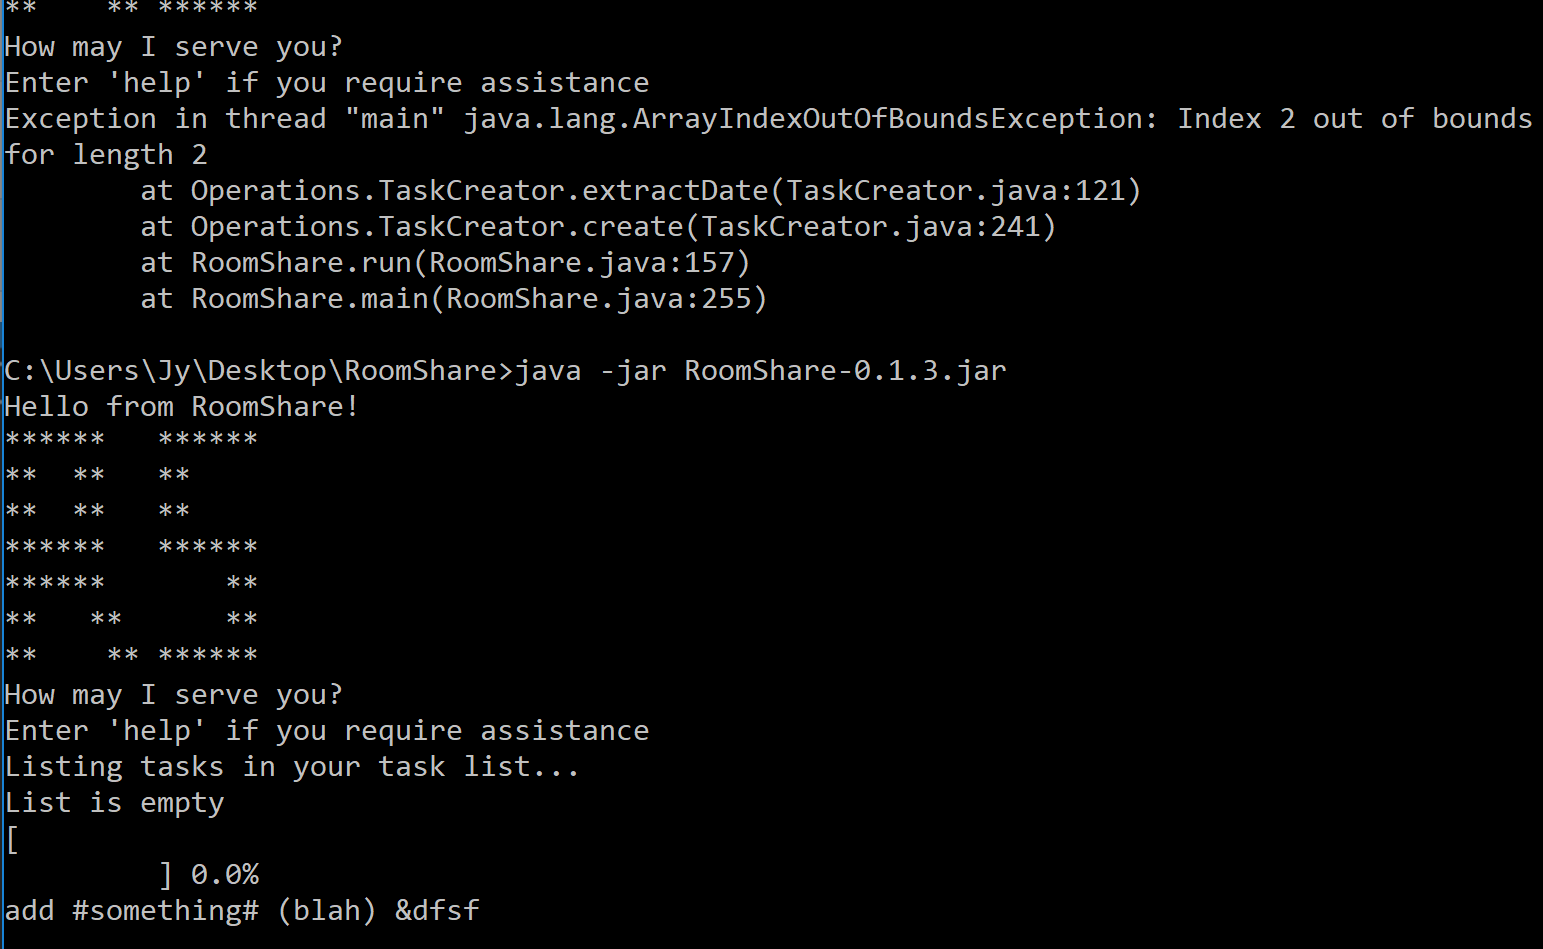 **    ** ******
How may I serve you?
Enter 'help' if you require assistance
Exception in thread "main" java.lang.ArrayIndexOutOfBoundsException: Index 2 out of bounds
for length 2
        at Operations.TaskCreator.extractDate(TaskCreator.java:121)
        at Operations.TaskCreator.create(TaskCreator.java:241)
        at RoomShare.run(RoomShare.java:157)
        at RoomShare.main(RoomShare.java:255)
C:\Users\Jy\Desktop\RoomShare>java -jar RoomShare-0.1.3.jar
Hello from RoomShare!
******   ******
**  **   **
**  **   **
******   ******
******       **
**   **      **
**    ** ******
How may I serve you?
Enter 'help' if you require assistance
Listing tasks in your task list...
List is empty
[
         ] 0.0%
add #something# (blah) &dfsf